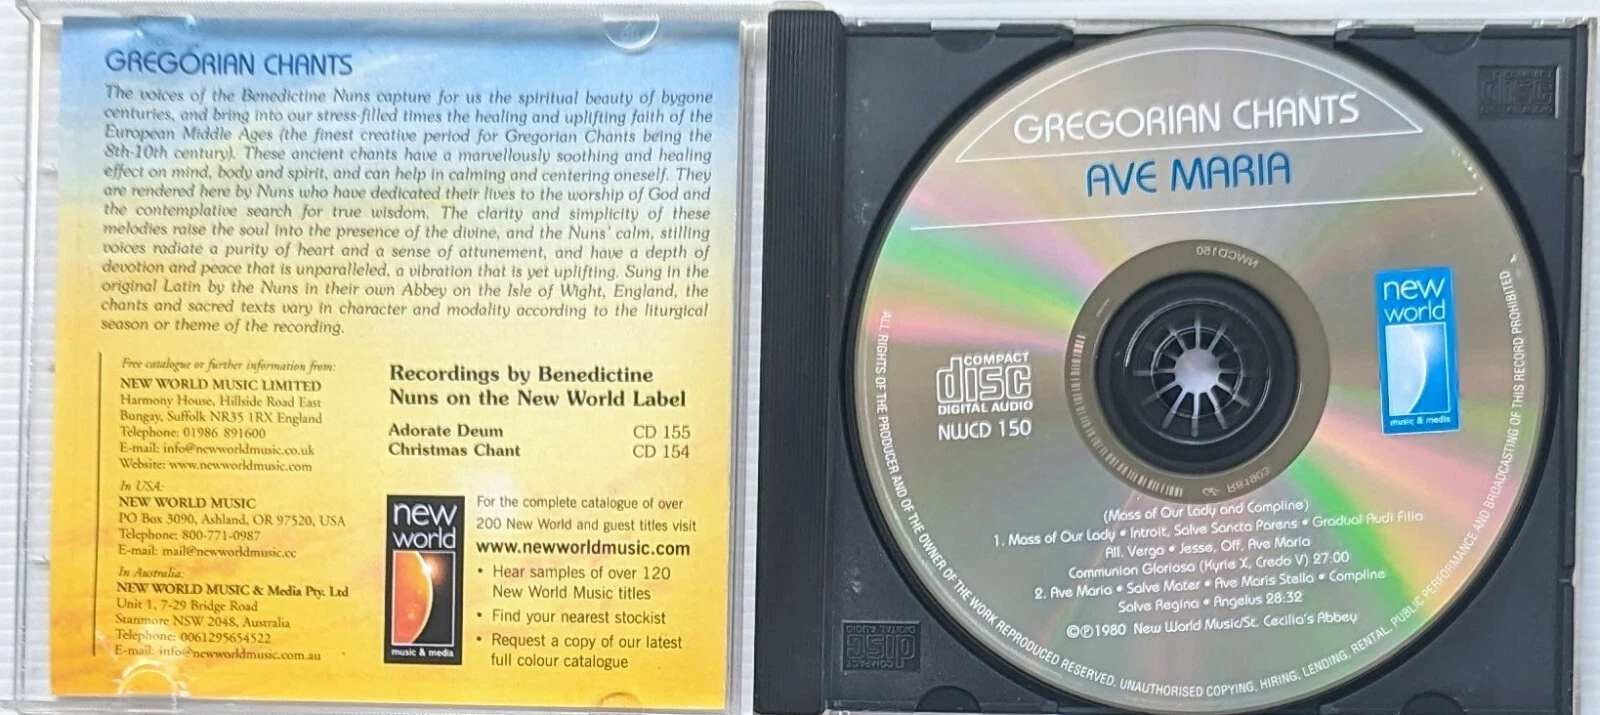 GREGORIAN CHANTS
The voices of the Benedictine Nuns capture for us the spiritual beauty of bygone
centuries, and bring into our stress-filled times the healing and uplifting faith of the
European Middle Ages (the finest creative period for Gregorian Chants being the
8th-10th century). These ancient chants have a marvellously soothing and healing
effect on mind, body and spirit, and can help in calming and centering oneself. They
are rendered here by Nuns who have dedicated their lives to the worship of God and
the contemplative search for true wisdom. The clarity and simplicity of these
melodies raise the soul into the presence of the divine, and the Nuns' calm, stilling
voices radiate a purity of heart and a sense of attunement, and have a depth of
devotion and peace that is unparalleled, a vibration that is yet uplifting. Sung in the
original Latin by the Nuns in their own Abbey on the Isle of Wight, England, the
chants and sacred texts vary in character and modality according to the liturgical
season or theme of the recording.
Free catalogue or further information from:
NEW WORLD MUSIC LIMITED
Harmony House, Hillside Road East
Bungay, Suffolk NR35 1RX England
Telephone: 01986 891600
E-mail: info@newworldmusic.co.uk
Website: www.newworldmusic.com
In USA:
NEW WORLD MUSIC
PO Box 3090, Ashland, OR 97520, USA
Telephone: 800-771-0987
E-mail: mail@newworldmusic.cc
In Australia:
NEW WORLD MUSIC & Media Pty. Ltd
Unit 1, 7-29 Bridge Road
Stanmore NSW 2048, Australia
Telephone: 0061295654522
E-mail: info@newworldmusic.com.au
Recordings by Benedictine
Nuns on the New World Label
Adorate Deum CD 155
Christmas Chant CD 154
new
world
music & media
For the complete catalogue of over
200 New World and guest titles visit
www.newworldmusic.com
• Hear samples of over 120
New World Music titles
• Find your nearest stockist
• Request a copy of our latest
full colour catalogue
GREGORIAN CHANTS
AVE MARIA
NWCD150
new
world
music & media
COMPACT
disc
DIGITAL AUDIO
NWCD 150
(Mass of Our Lady and Compline)
1. Mass of Our Lady • Introit, Salve Sancta Parens • Gradual Audi Filia
All. Verga • Jesse, Off, Ave Maria
Communion Gloriosa (Kyrie X, Credo V) 27:00
2. Ave Maria • Salve Mater • Ave Maris Stella • Compline
Salve Regina • Angelus 28:32
©℗1980 New World Music/St. Cecilia's Abbey
ALL RIGHTS OF THE PRODUCER AND OF THE OWNER OF THE WORK REPRODUCED RESERVED. UNAUTHORISED COPYING, HIRING, LENDING, RENTAL, PUBLIC PERFORMANCE AND BROADCASTING OF THIS RECORD PROHIBITED
COMPACT
disc
DIGITAL AUDIO
COMPACT
disc
DIGITAL AUDIO